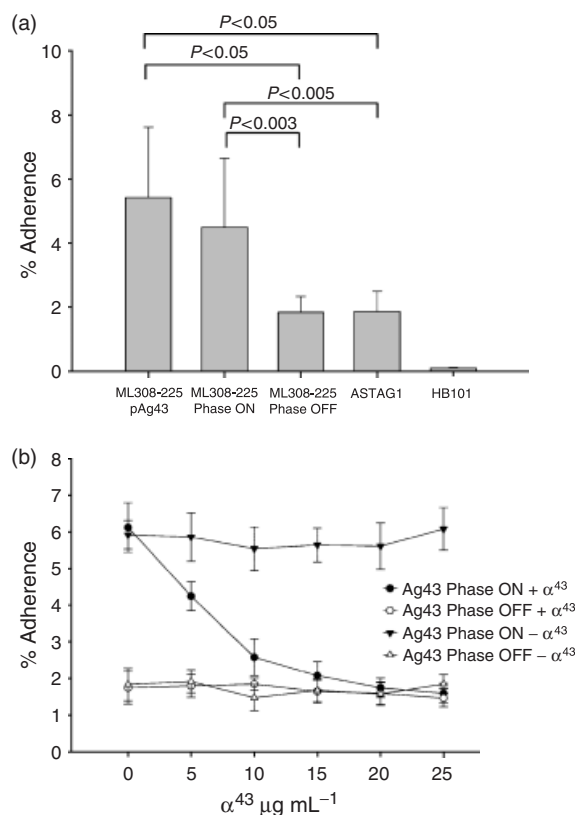 (a)
P<0.05
P<0.05
P<0.005
P<0.003
10
8
6
4
2
0
% Adherence
ML308-225 pAg43
ML308-225 Phase ON
ML308-225 Phase OFF
ASTAG1
HB101
(b)
8
7
6
5
4
3
2
1
0
% Adherence
Ag43 Phase ON + α⁴³
Ag43 Phase OFF + α⁴³
Ag43 Phase ON − α⁴³
Ag43 Phase OFF − α⁴³
0 5 10 15 20 25
α⁴³ μg mL⁻¹